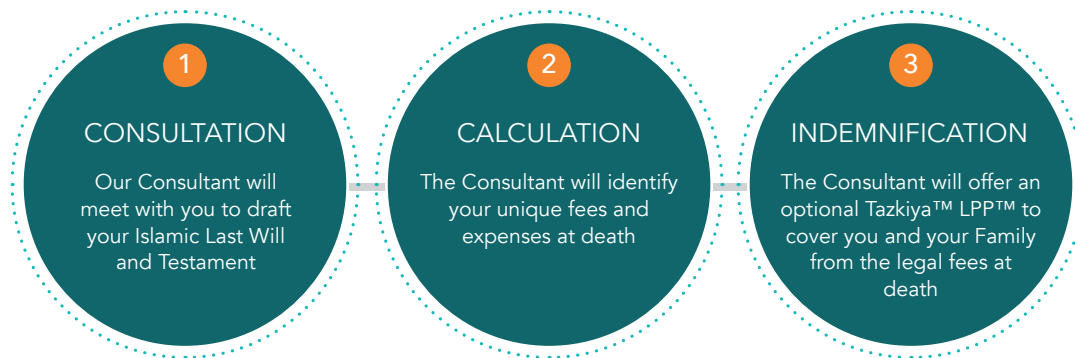 1
CONSULTATION
Our Consultant will
meet with you to draft
your Islamic Last Will
and Testament
2
CALCULATION
The Consultant will identify
your unique fees and
expenses at death
3
INDEMNIFICATION
The Consultant will offer an
optional Tazkiya™ LPP™ to
cover you and your Family
from the legal fees at
death